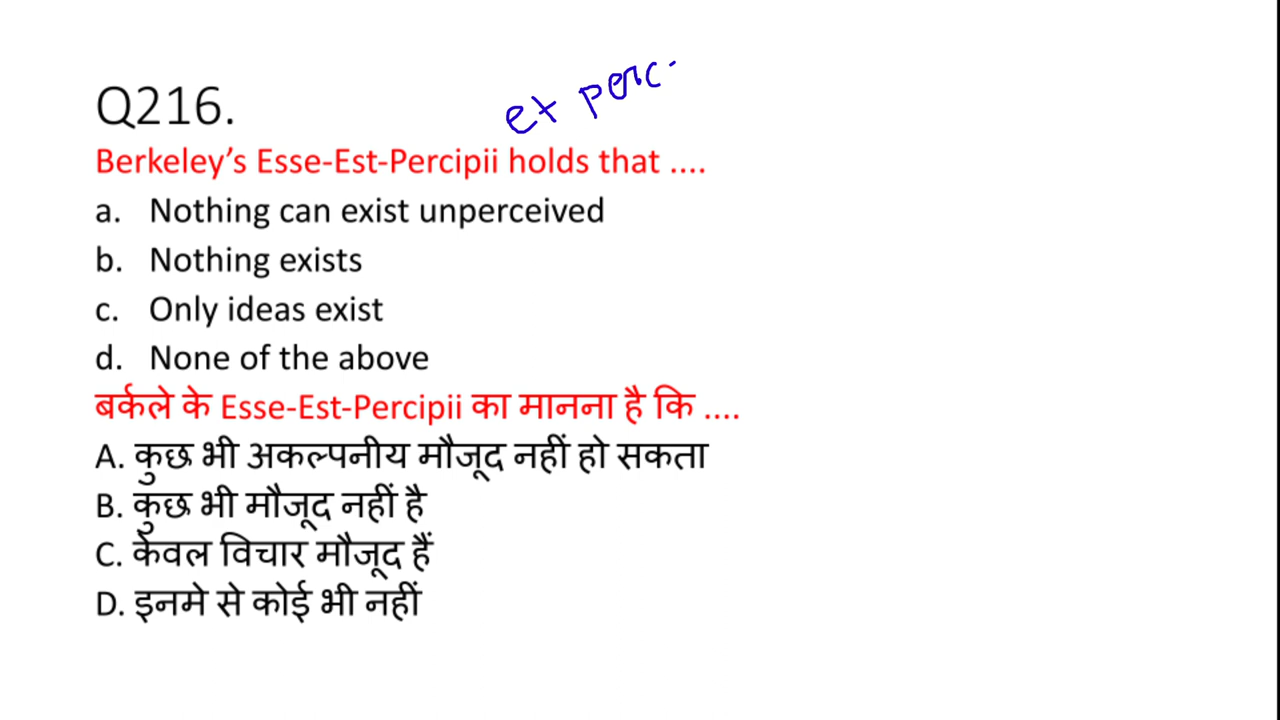 ex perc.
Q216.
Berkeley’s Esse-Est-Percipii holds that ....
a. Nothing can exist unperceived
b. Nothing exists
c. Only ideas exist
d. None of the above
बर्कले के Esse-Est-Percipii का मानना है कि ....
A. कुछ भी अकल्पनीय मौजूद नहीं हो सकता
B. कुछ भी मौजूद नहीं है
C. केवल विचार मौजूद हैं
D. इनमे से कोई भी नहीं